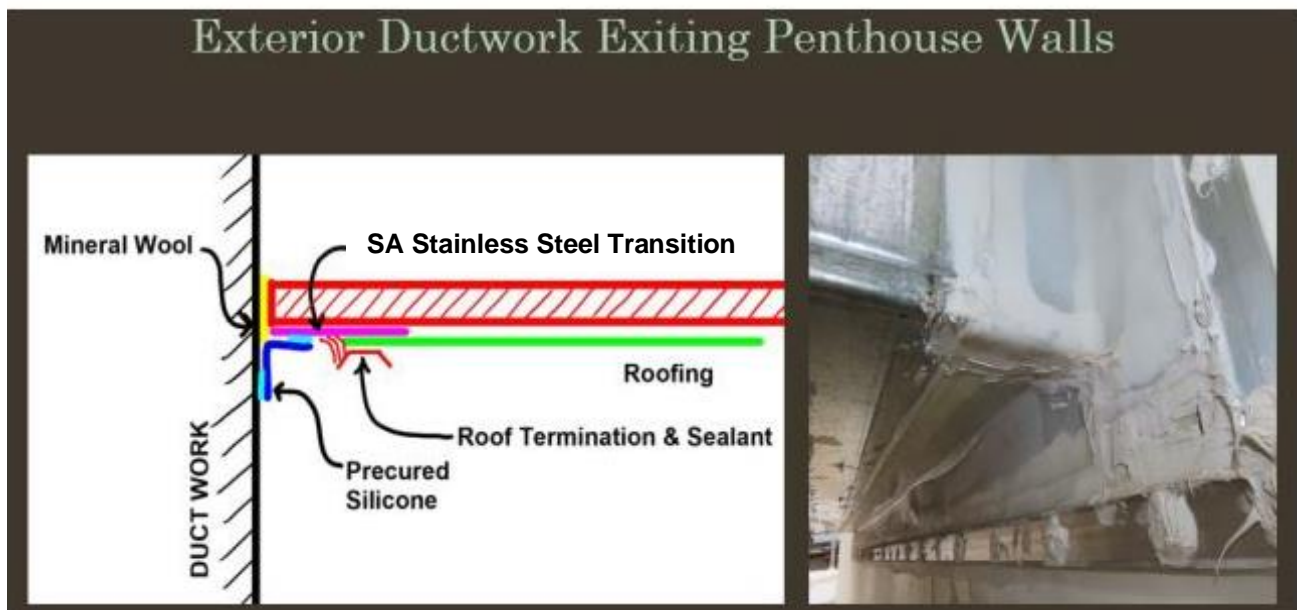 Exterior Ductwork Exiting Penthouse Walls
Mineral Wool
SA Stainless Steel Transition
Roofing
Roof Termination & Sealant
Precured
Silicone
DUCT WORK